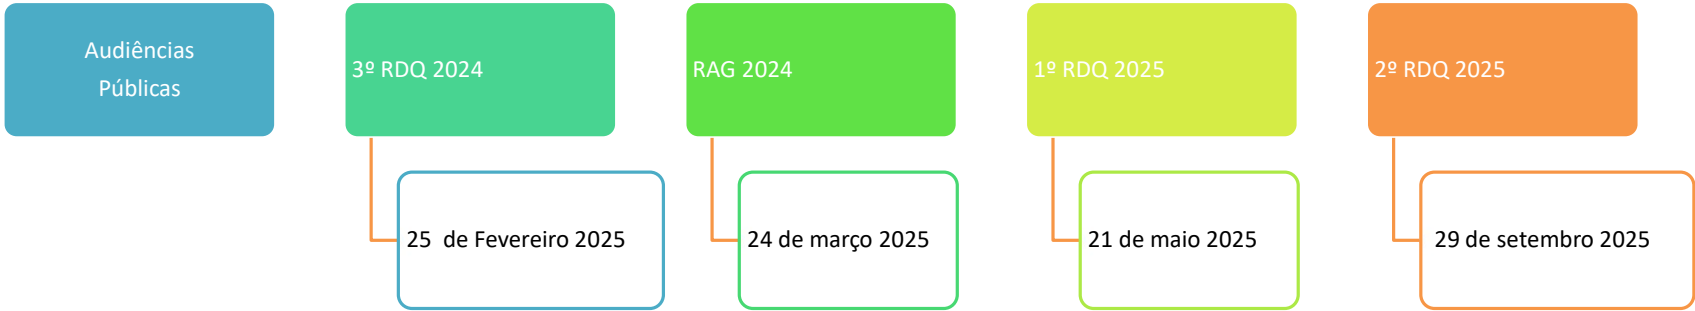 Audiências
Públicas
3º RDQ 2024
RAG 2024
1º RDQ 2025
2º RDQ 2025
25  de Fevereiro 2025
24 de março 2025
21 de maio 2025
29 de setembro 2025